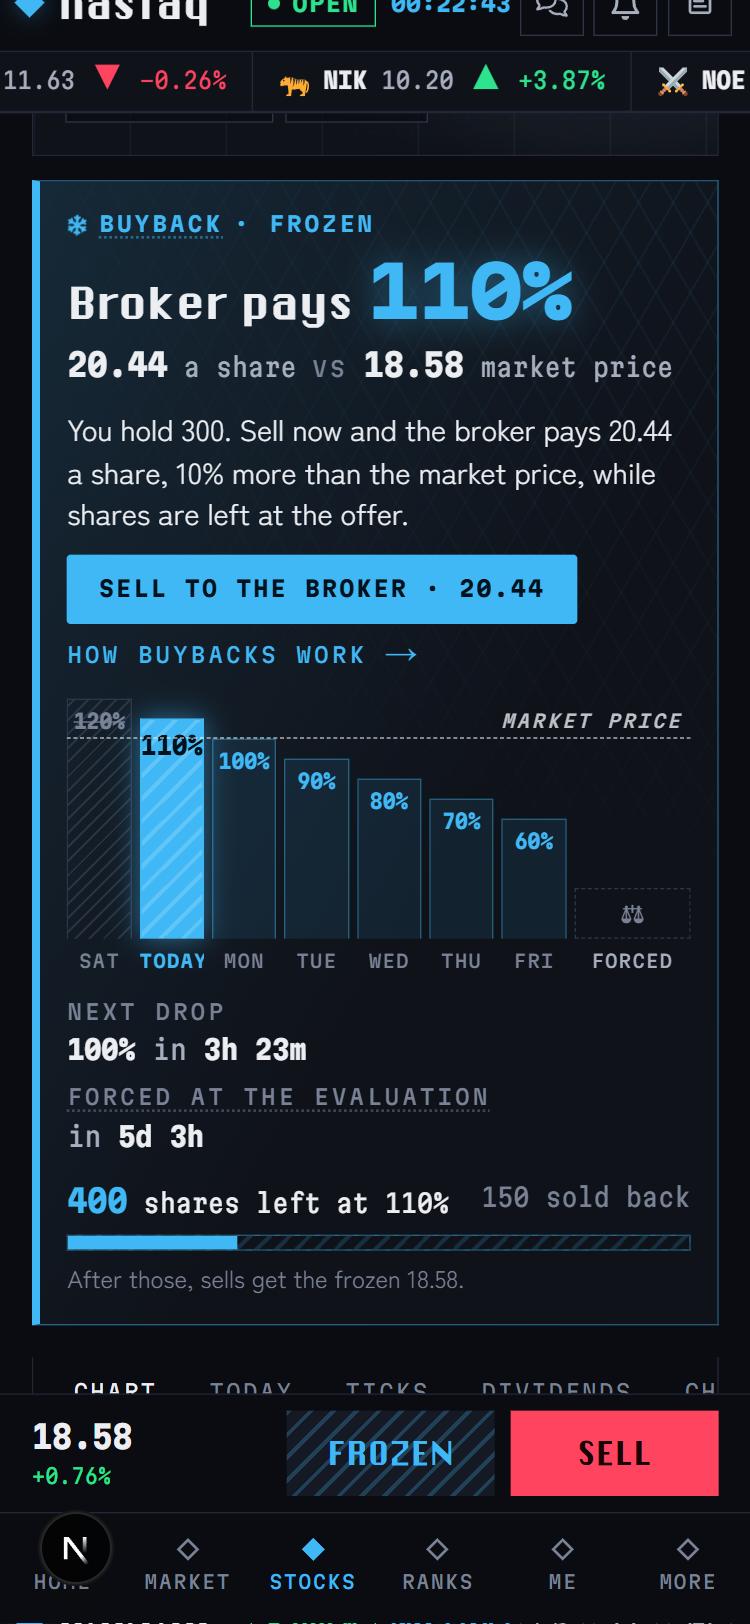 nasfaq
OPEN
00:22:43
11.63 ▼ -0.26%
NIK 10.20 ▲ +3.87%
NOE
BUYBACK · FROZEN
Broker pays 110%
20.44 a share vs 18.58 market price
You hold 300. Sell now and the broker pays 20.44
a share, 10% more than the market price, while
shares are left at the offer.
SELL TO THE BROKER · 20.44
HOW BUYBACKS WORK →
MARKET PRICE
120%
110%
100%
90%
80%
70%
60%
SAT TODAY MON TUE WED THU FRI FORCED
NEXT DROP
100% in 3h 23m
FORCED AT THE EVALUATION
in 5d 3h
400 shares left at 110% 150 sold back
After those, sells get the frozen 18.58.
CHART TODAY TICKS DIVIDENDS CH
18.58
+0.76%
FROZEN
SELL
N
HOME MARKET STOCKS RANKS ME MORE